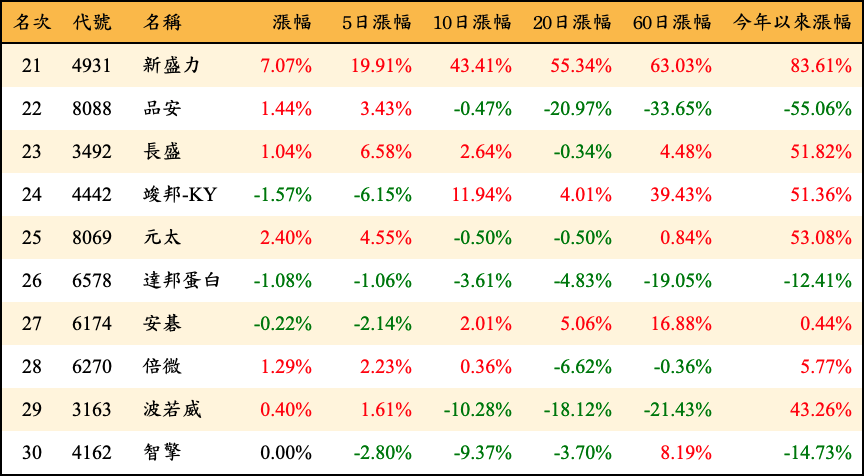 名次 代號 名稱 漲幅 5日漲幅 10日漲幅 20日漲幅 60日漲幅 今年以來漲幅
21 4931 新盛力 7.07% 19.91% 43.41% 55.34% 63.03% 83.61%
22 8088 品安 1.44% 3.43% -0.47% -20.97% -33.65% -55.06%
23 3492 長盛 1.04% 6.58% 2.64% -0.34% 4.48% 51.82%
24 4442 竣邦-KY -1.57% -6.15% 11.94% 4.01% 39.43% 51.36%
25 8069 元太 2.40% 4.55% -0.50% -0.50% 0.84% 53.08%
26 6578 達邦蛋白 -1.08% -1.06% -3.61% -4.83% -19.05% -12.41%
27 6174 安碁 -0.22% -2.14% 2.01% 5.06% 16.88% 0.44%
28 6270 倍微 1.29% 2.23% 0.36% -6.62% -0.36% 5.77%
29 3163 波若威 0.40% 1.61% -10.28% -18.12% -21.43% 43.26%
30 4162 智擎 0.00% -2.80% -9.37% -3.70% 8.19% -14.73%